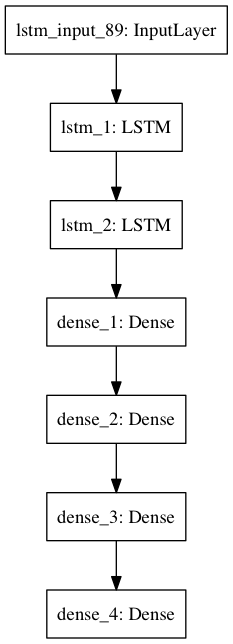 lstm_input_89: InputLayer
lstm_1: LSTM
lstm_2: LSTM
dense_1: Dense
dense_2: Dense
dense_3: Dense
dense_4: Dense